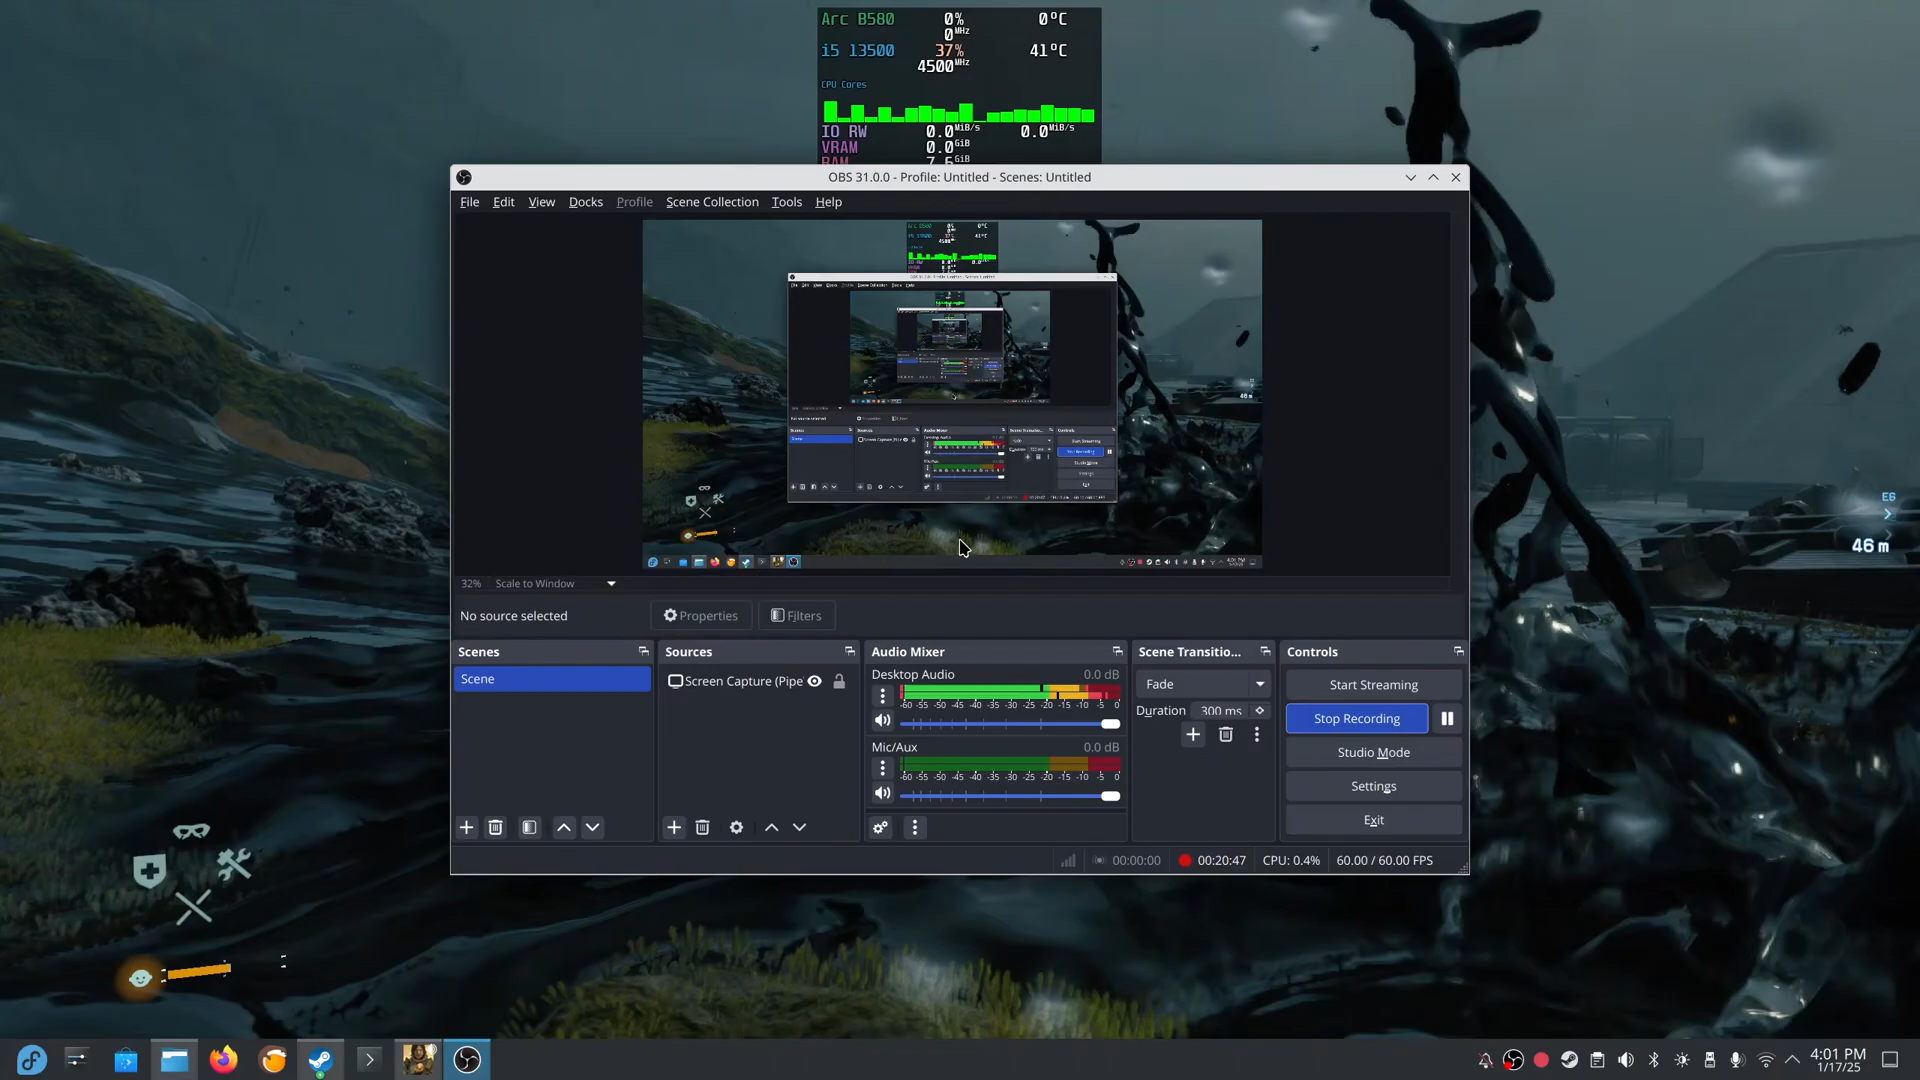 Arc B580 0% 0°C
0MHz
i5 13500 37% 41°C
4500MHz
CPU Cores
IO RW 0.0MiB/s 0.0MiB/s
VRAM 0.0GiB
RAM 7.6GiB
OBS 31.0.0 - Profile: Untitled - Scenes: Untitled
File Edit View Docks Profile Scene Collection Tools Help
32% Scale to Window
No source selected Properties Filters
Scenes
Scene
Sources
Screen Capture (Pipe
Audio Mixer
Desktop Audio 0.0 dB
-60 -55 -50 -45 -40 -35 -30 -25 -20 -15 -10 -5 0
Mic/Aux 0.0 dB
-60 -55 -50 -45 -40 -35 -30 -25 -20 -15 -10 -5 0
Scene Transitio...
Fade
Duration 300 ms
Controls
Start Streaming
Stop Recording
Studio Mode
Settings
Exit
00:00:00 00:20:47 CPU: 0.4% 60.00 / 60.00 FPS
E6
46 m
4:01 PM
1/17/25